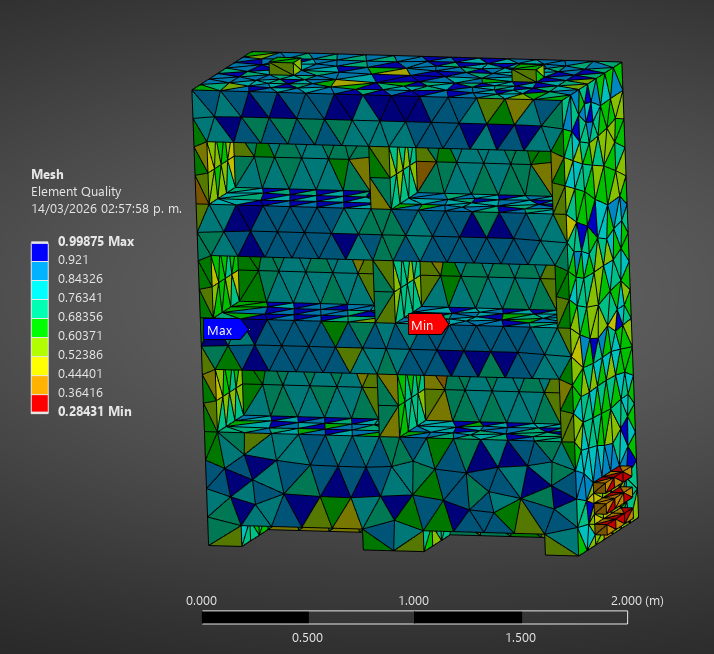 Mesh
Element Quality
14/03/2026 02:57:58 p. m.
0.99875 Max
0.921
0.84326
0.76341
0.68356
0.60371
0.52386
0.44401
0.36416
0.28431 Min
Max
Min
0.000
1.000
2.000 (m)
0.500
1.500